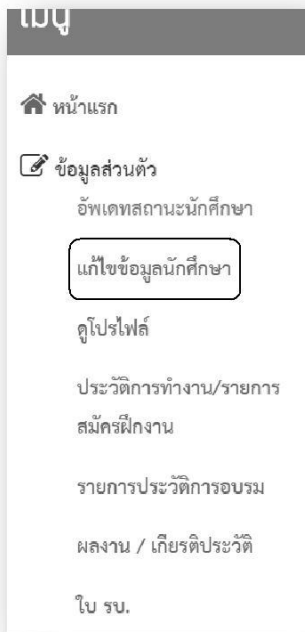 เมนู
หน้าแรก
ข้อมูลส่วนตัว
อัพเดทสถานะนักศึกษา
แก้ไขข้อมูลนักศึกษา
ดูโปรไฟล์
ประวัติการทำงาน/รายการ
สมัครฝึกงาน
รายการประวัติการอบรม
ผลงาน / เกียรติประวัติ
ใบ รบ.